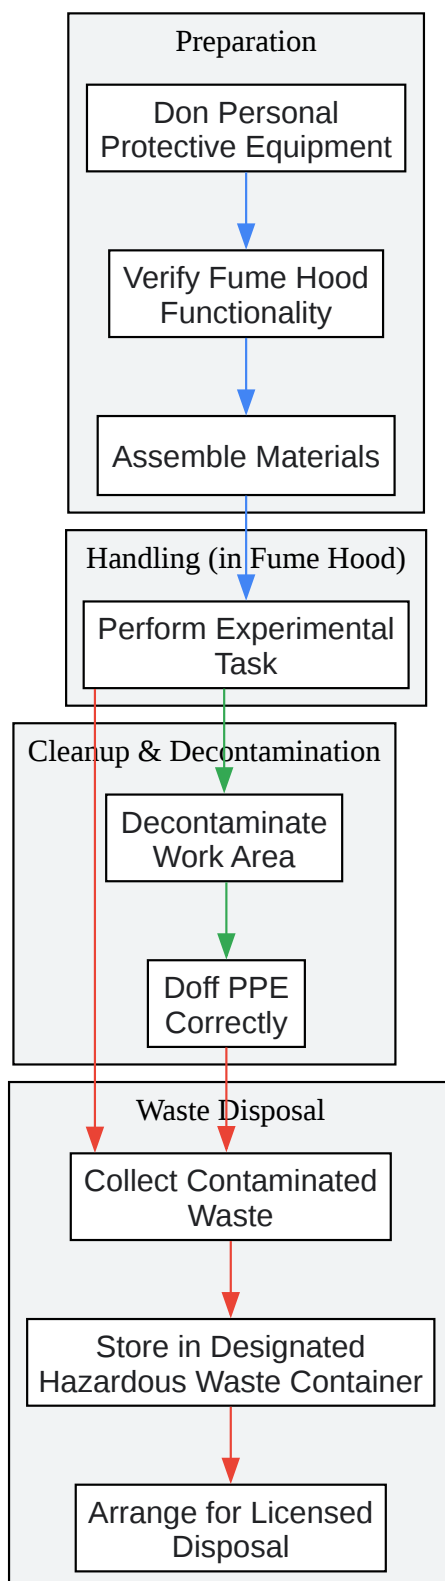 Preparation
Don Personal
Protective Equipment
Verify Fume Hood
Functionality
Assemble Materials
Handling (in Fume Hood)
Perform Experimental
Task
Cleanup & Decontamination
Decontaminate
Work Area
Doff PPE
Correctly
Waste Disposal
Collect Contaminated
Waste
Store in Designated
Hazardous Waste Container
Arrange for Licensed
Disposal